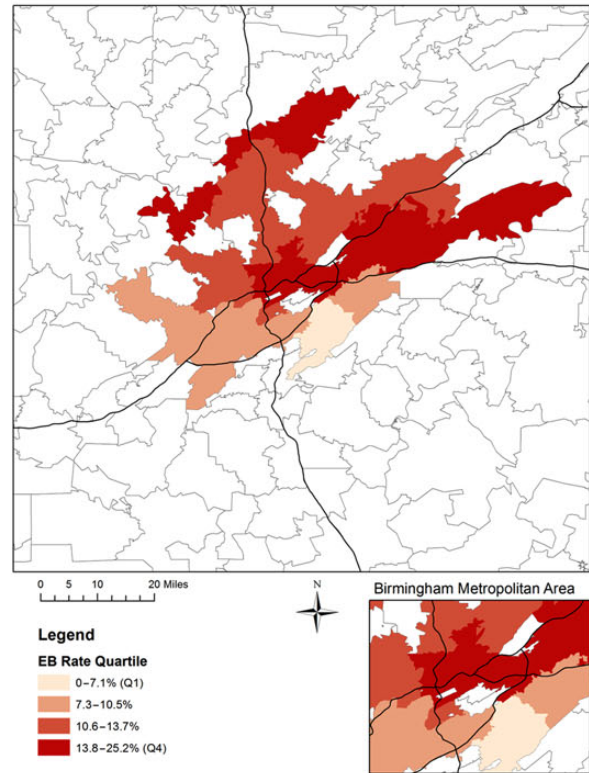 0 5 10 20 Miles
N
Birmingham Metropolitan Area
Legend
EB Rate Quartile
0–7.1% (Q1)
7.3–10.5%
10.6–13.7%
13.8–25.2% (Q4)